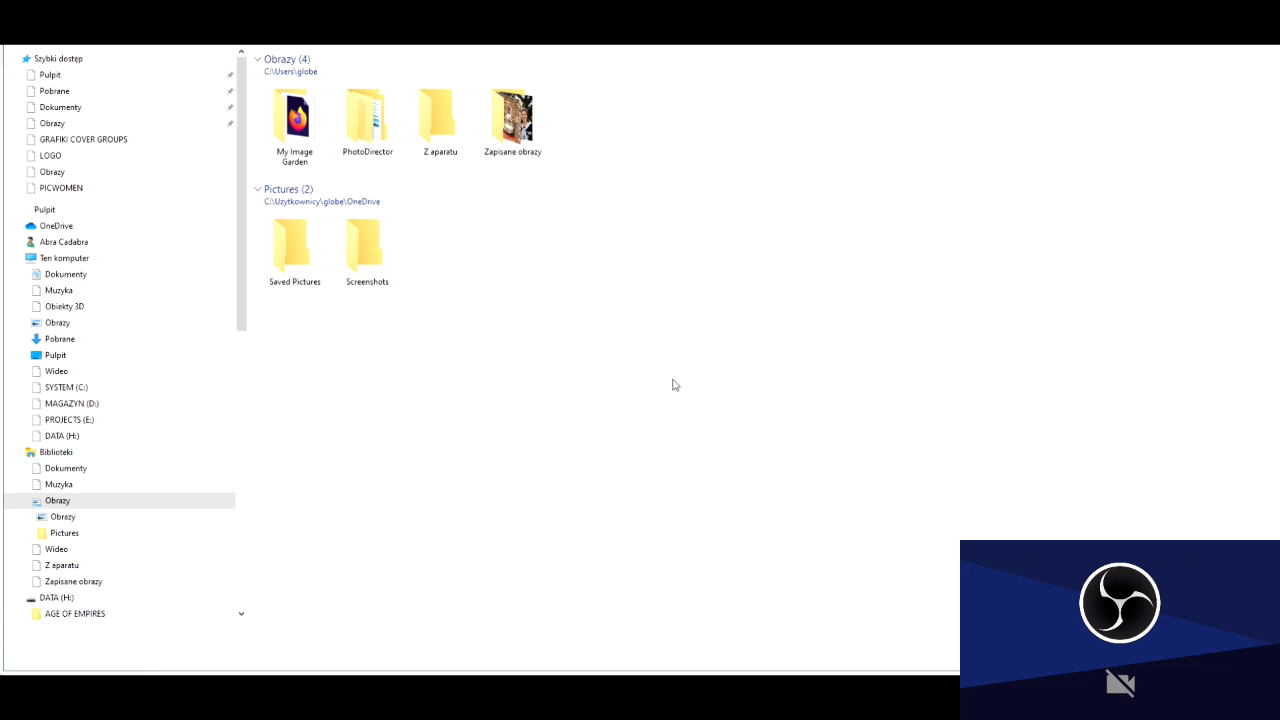 Szybki dostęp
Pulpit
Pobrane
Dokumenty
Obrazy
GRAFIKI COVER GROUPS
LOGO
Obrazy
PICWOMEN
Pulpit
OneDrive
Abra Cadabra
Ten komputer
Dokumenty
Muzyka
Obiekty 3D
Obrazy
Pobrane
Pulpit
Wideo
SYSTEM (C:)
MAGAZYN (D:)
PROJECTS (E:)
DATA (H:)
Biblioteki
Dokumenty
Muzyka
Obrazy
Obrazy
Pictures
Wideo
Z aparatu
Zapisane obrazy
DATA (H:)
AGE OF EMPIRES
Obrazy (4)
C:\Users\globe
My Image
Garden
PhotoDirector
Z aparatu
Zapisane obrazy
Pictures (2)
C:\Użytkownicy\globe\OneDrive
Saved Pictures
Screenshots